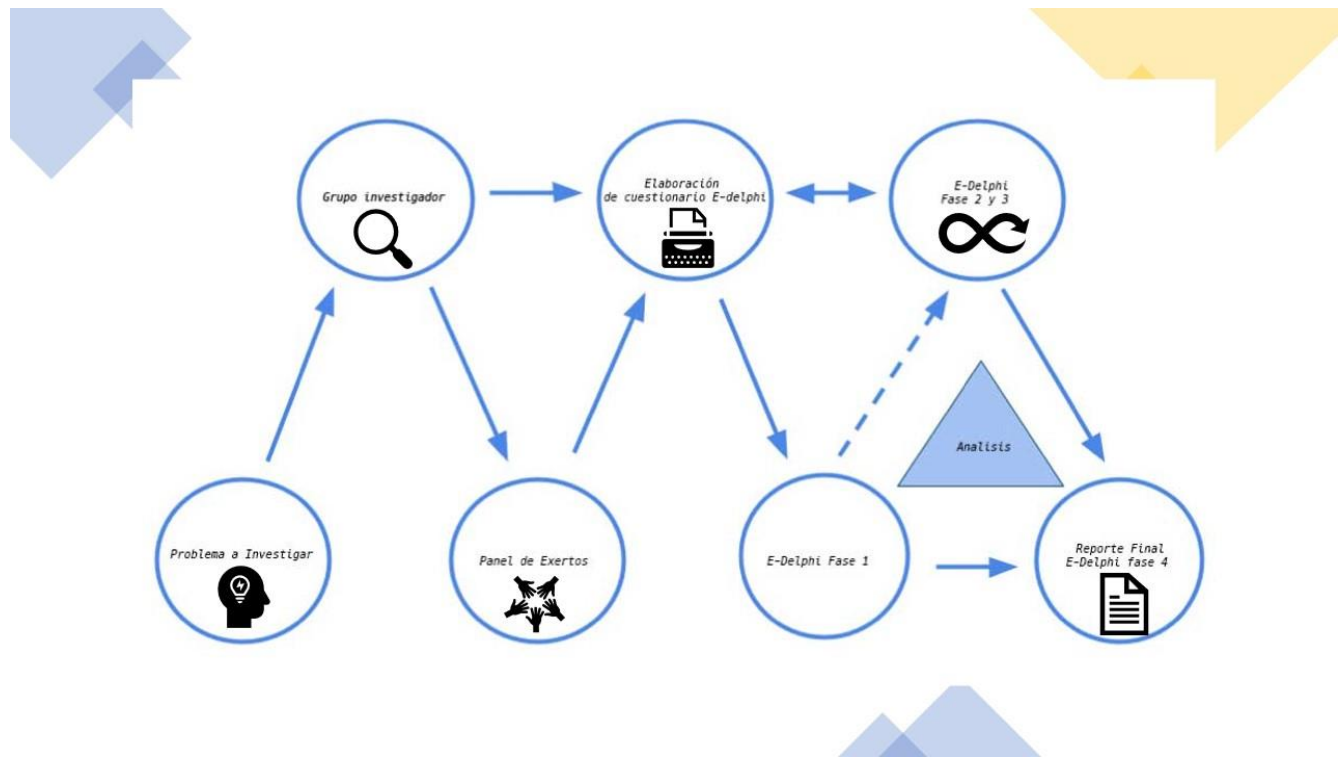 Grupo investigador
Elaboración
de cuestionario E-delphi
E-Delphi
Fase 2 y 3
Analisis
Problema a Investigar
Panel de Exertos
E-Delphi Fase 1
Reporte Final
E-Delphi fase 4